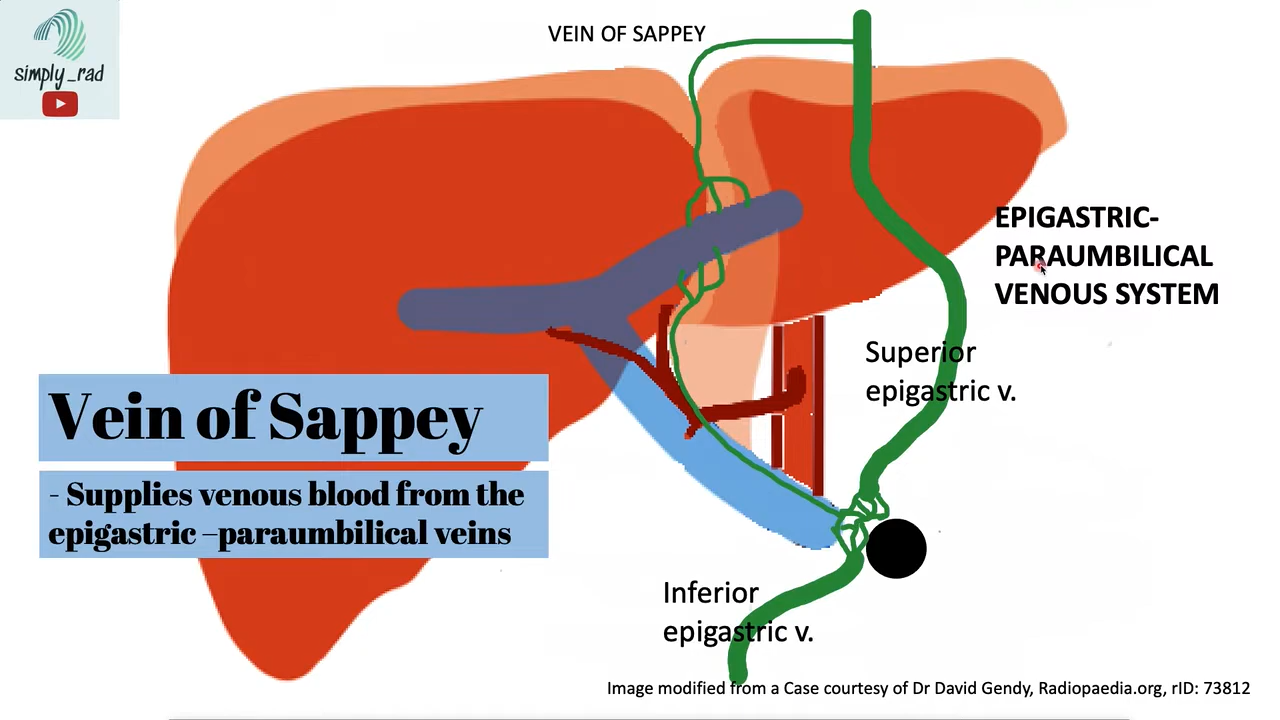 simply_rad
VEIN OF SAPPEY
EPIGASTRIC-
PARAUMBILICAL
VENOUS SYSTEM
Superior
epigastric v.
Vein of Sappey
- Supplies venous blood from the
epigastric –paraumbilical veins
Inferior
epigastric v.
Image modified from a Case courtesy of Dr David Gendy, Radiopaedia.org, rID: 73812